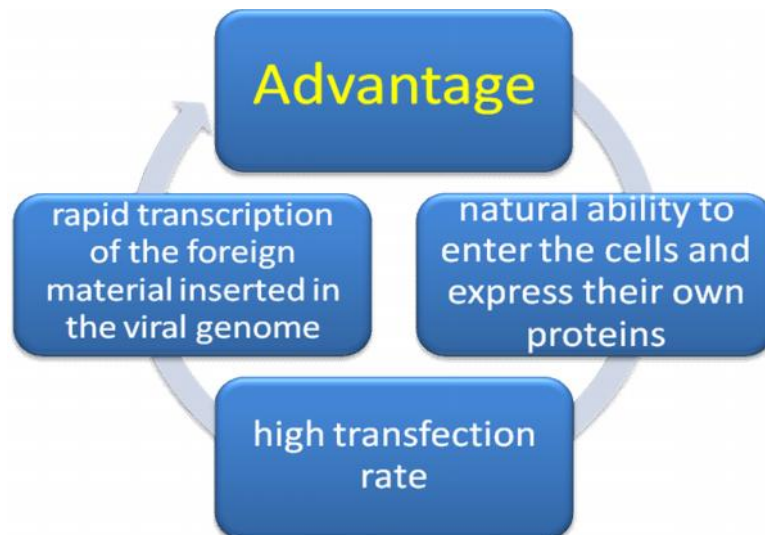 Advantage
natural ability to
enter the cells and
express their own
proteins
high transfection
rate
rapid transcription
of the foreign
material inserted in
the viral genome